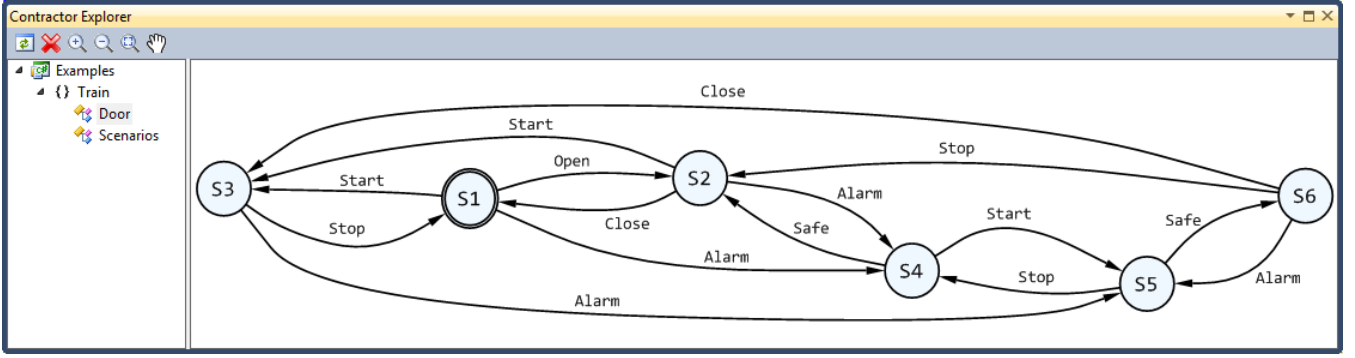 Contractor Explorer
Examples
{} Train
Door
Scenarios
Close
Start
Stop
Open
Start
S2
Alarm
S3
S1
S6
Stop
Close
Safe
Start
Safe
Alarm
S4
Stop
S5
Alarm
Alarm